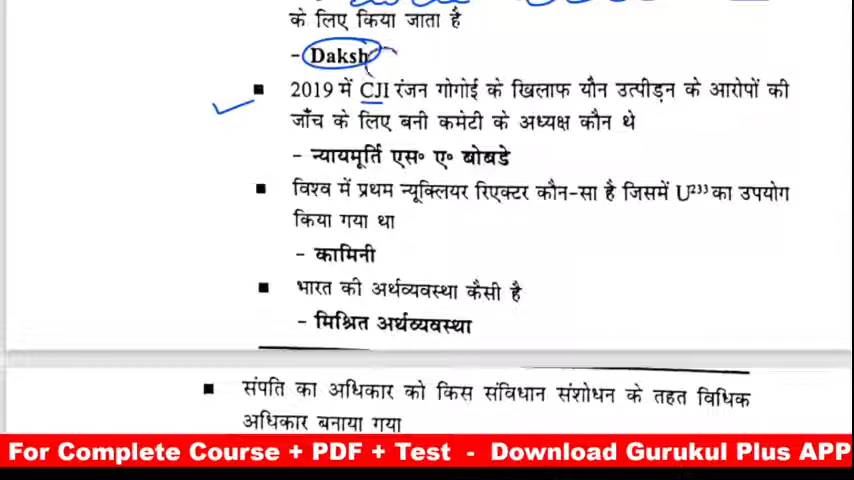 के लिए किया जाता है
- Daksh
■ 2019 में CJI रंजन गोगोई के खिलाफ यौन उत्पीड़न के आरोपों की
जाँच के लिए बनी कमेटी के अध्यक्ष कौन थे
- न्यायमूर्ति एस॰ ए॰ बोबडे
■ विश्व में प्रथम न्यूक्लियर रिएक्टर कौन-सा है जिसमें U²³³ का उपयोग
किया गया था
- कामिनी
■ भारत की अर्थव्यवस्था कैसी है
- मिश्रित अर्थव्यवस्था
■ संपति का अधिकार को किस संविधान संशोधन के तहत विधिक
अधिकार बनाया गया
For Complete Course + PDF + Test - Download Gurukul Plus APP